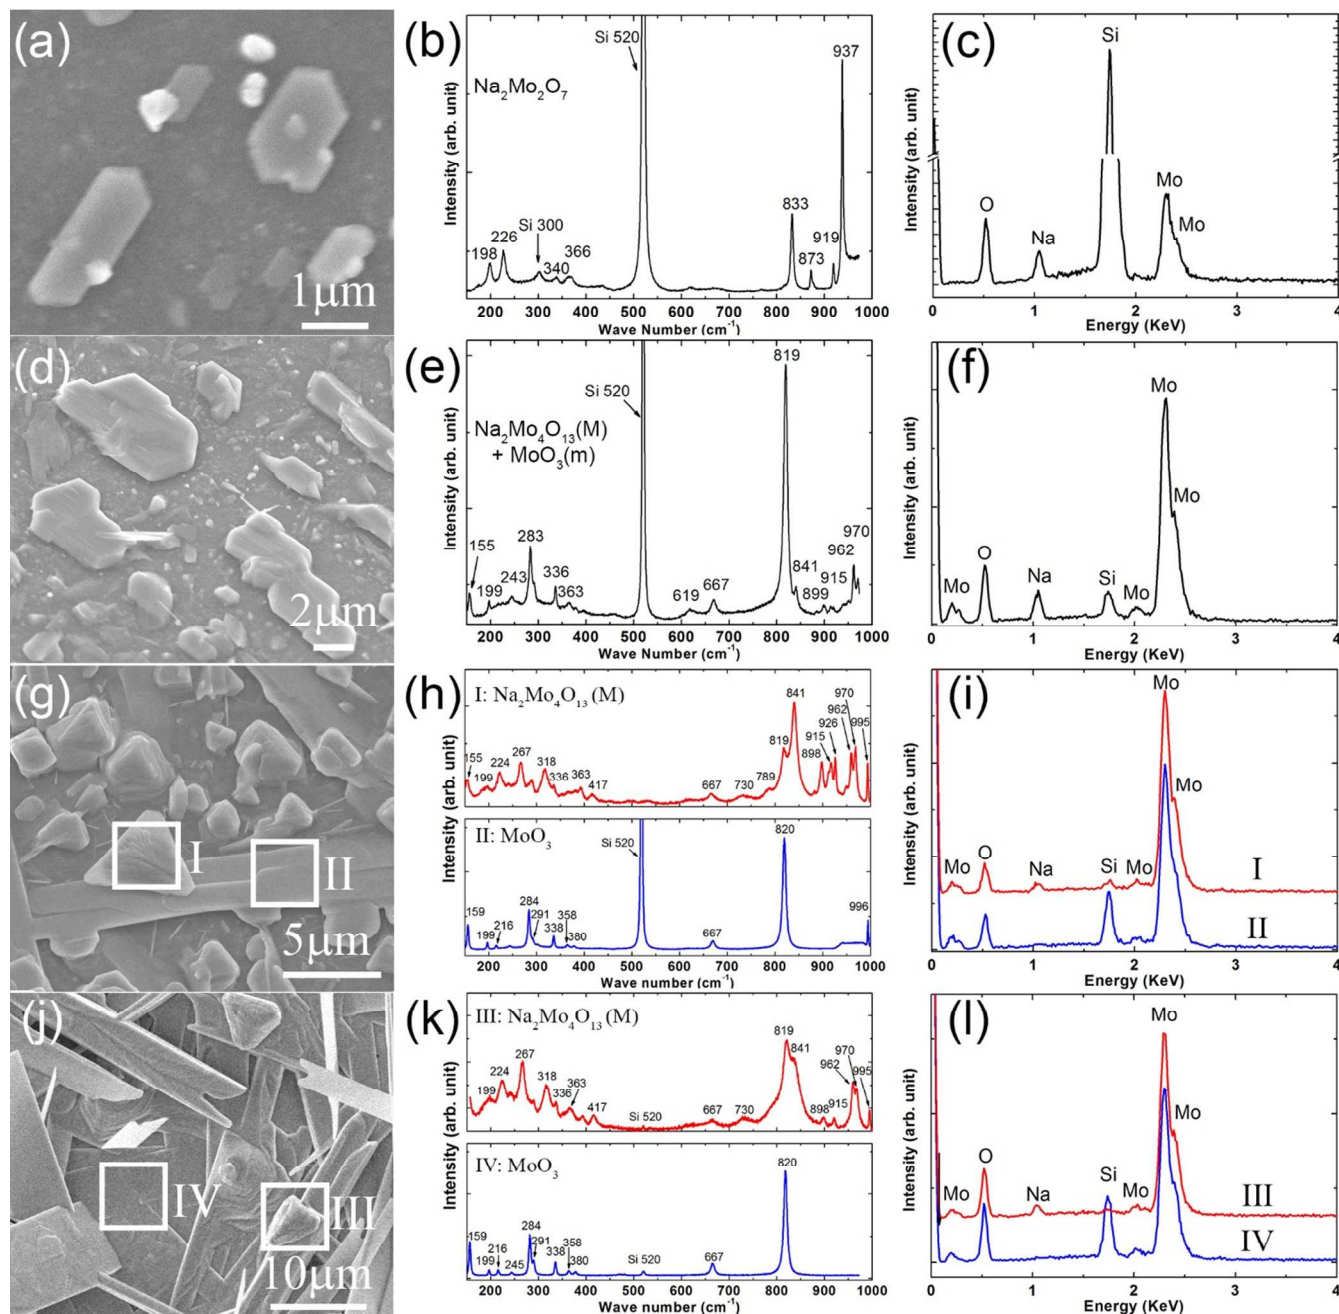 (a)
1μm
(b)
Na₂Mo₂O₇
Si 520
937
833
873
919
198
226
Si 300
340
366
Intensity (arb. unit)
150 200 300 400 500 600 700 800 900 1000
Wave Number (cm⁻¹)
(c)
Si
O
Na
Mo
Mo
Intensity (arb. unit)
0 1 2 3 4
Energy (KeV)
(d)
2μm
(e)
Na₂Mo₄O₁₃(M)
+ MoO₃(m)
Si 520
819
155
199
243
283
336
363
619
667
841
899
915
962
970
Intensity (arb. unit)
150 200 300 400 500 600 700 800 900 1000
Wave Number (cm⁻¹)
(f)
Mo
Mo
Mo
O
Na
Si
Mo
Intensity (arb. unit)
0 1 2 3 4
Energy (KeV)
(g)
I
II
5μm
(h)
I: Na₂Mo₄O₁₃ (M)
155
199
224
267
318
336
363
417
667
730
789
819
841
898
915
926
962
970
995
II: MoO₃
Si 520
820
159
199
216
284
291
338
358
380
667
996
Intensity (arb. unit)
150 200 300 400 500 600 700 800 900 1000
Wave number (cm⁻¹)
(i)
Mo
Mo
Mo
O
Na
Si
Mo
I
II
Intensity (arb. unit)
0 1 2 3 4
Energy (KeV)
(j)
IV
III
10μm
(k)
III: Na₂Mo₄O₁₃(M)
199
224
267
318
336
363
417
Si 520
667
730
819
841
898
915
962
970
995
IV: MoO₃
820
159
199
216
245
284
291
338
358
380
Si 520
667
Intensity (arb. unit)
150 200 300 400 500 600 700 800 900 1000
Wave number (cm⁻¹)
(l)
Mo
Mo
Mo
O
Na
Si
Mo
III
IV
Intensity (arb. unit)
0 1 2 3 4
Energy (KeV)